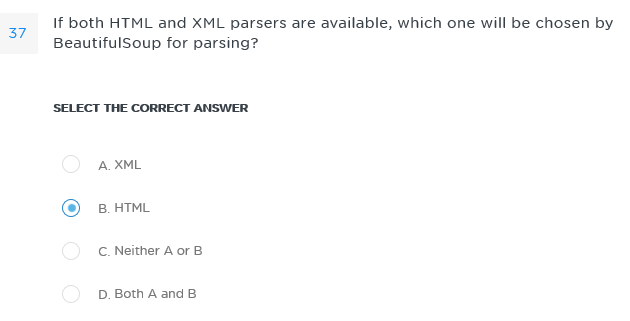 37
If both HTML and XML parsers are available, which one will be chosen by
BeautifulSoup for parsing?
SELECT THE CORRECT ANSWER
A. XML
B. HTML
C. Neither A or B
D. Both A and B